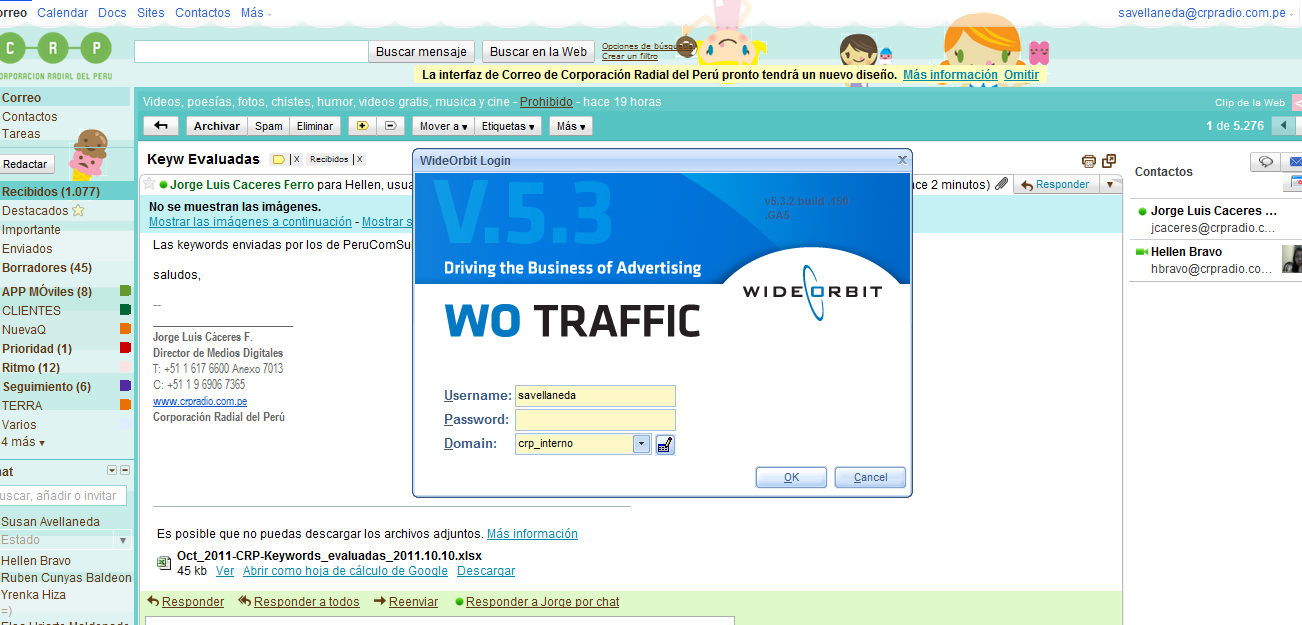 orreo Calendar Docs Sites Contactos Más
savellaneda@crpradio.com.pe
C R P
CORPORACION RADIAL DEL PERU
Buscar mensaje
Buscar en la Web
Opciones de búsqueda
Crear un filtro
La interfaz de Correo de Corporación Radial del Perú pronto tendrá un nuevo diseño. Más información Omitir
Correo
Contactos
Tareas
Redactar
Recibidos (1.077)
Destacados
Importante
Enviados
Borradores (45)
APP MÓviles (8)
CLIENTES
NuevaQ
Prioridad (1)
Ritmo (12)
Seguimiento (6)
TERRA
Varios
4 más
hat
uscar, añadir o invitar
Susan Avellaneda
Estado
Hellen Bravo
Ruben Cunyas Baldeon
Yrenka Hiza
=)
Videos, poesías, fotos, chistes, humor, videos gratis, musica y cine - Prohibido - hace 19 horas
Clip de la Web <
Archivar Spam Eliminar Mover a Etiquetas Más
1 de 5.276
Keyw Evaluadas X Recibidos X
Jorge Luis Caceres Ferro para Hellen, usua
ce 2 minutos) Responder
No se muestran las imágenes.
Mostrar las imágenes a continuación - Mostrar s
Las keywords enviadas por los de PeruComSu
saludos,
--
Jorge Luis Cáceres F.
Director de Medios Digitales
T: +51 1 617 6600 Anexo 7013
C: +51 1 9 6906 7365
www.crpradio.com.pe
Corporación Radial del Perú
WideOrbit Login
V.5.3
v5.3.2 build .190
.GA5
Driving the Business of Advertising
WIDEORBIT
WO TRAFFIC
Username: savellaneda
Password:
Domain: crp_interno
OK Cancel
Es posible que no puedas descargar los archivos adjuntos. Más información
Oct_2011-CRP-Keywords_evaluadas_2011.10.10.xlsx
45 kb Ver Abrir como hoja de cálculo de Google Descargar
Responder Responder a todos Reenviar Responder a Jorge por chat
Contactos
Jorge Luis Caceres ...
jcaceres@crpradio.c...
Hellen Bravo
hbravo@crpradio.co...